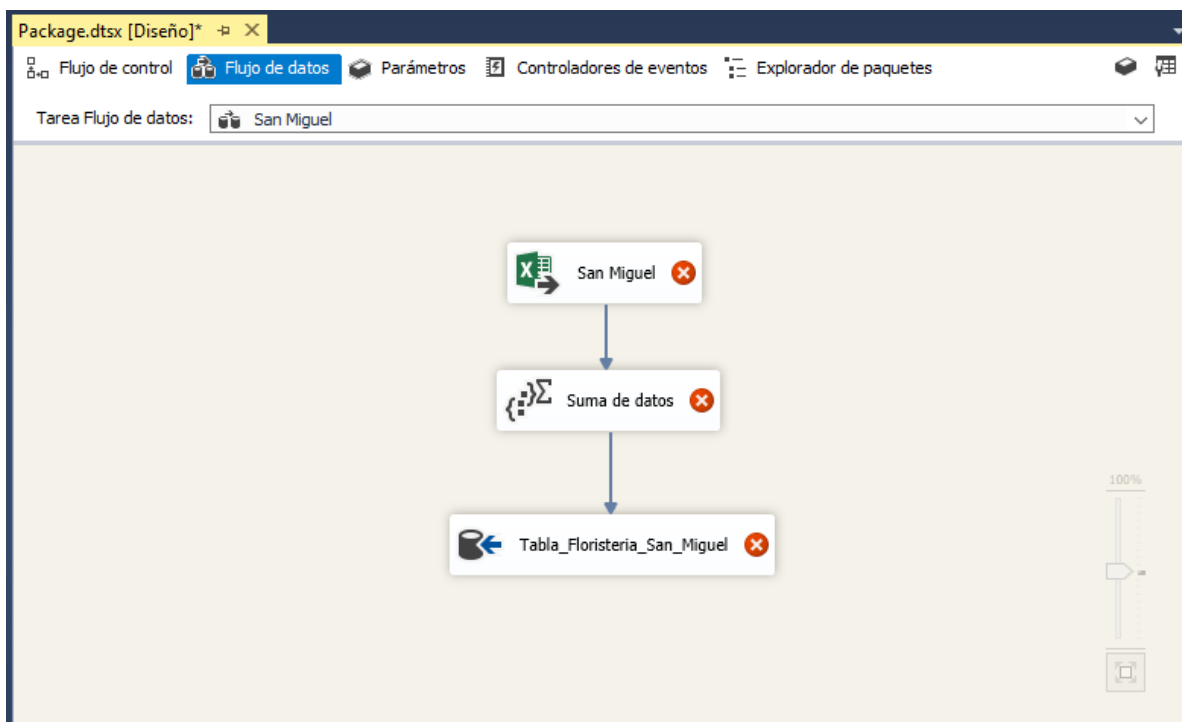 Package.dtsx [Diseño]*
Flujo de control Flujo de datos Parámetros Controladores de eventos Explorador de paquetes
Tarea Flujo de datos: San Miguel
San Miguel
Suma de datos
100%
Tabla_Floristeria_San_Miguel